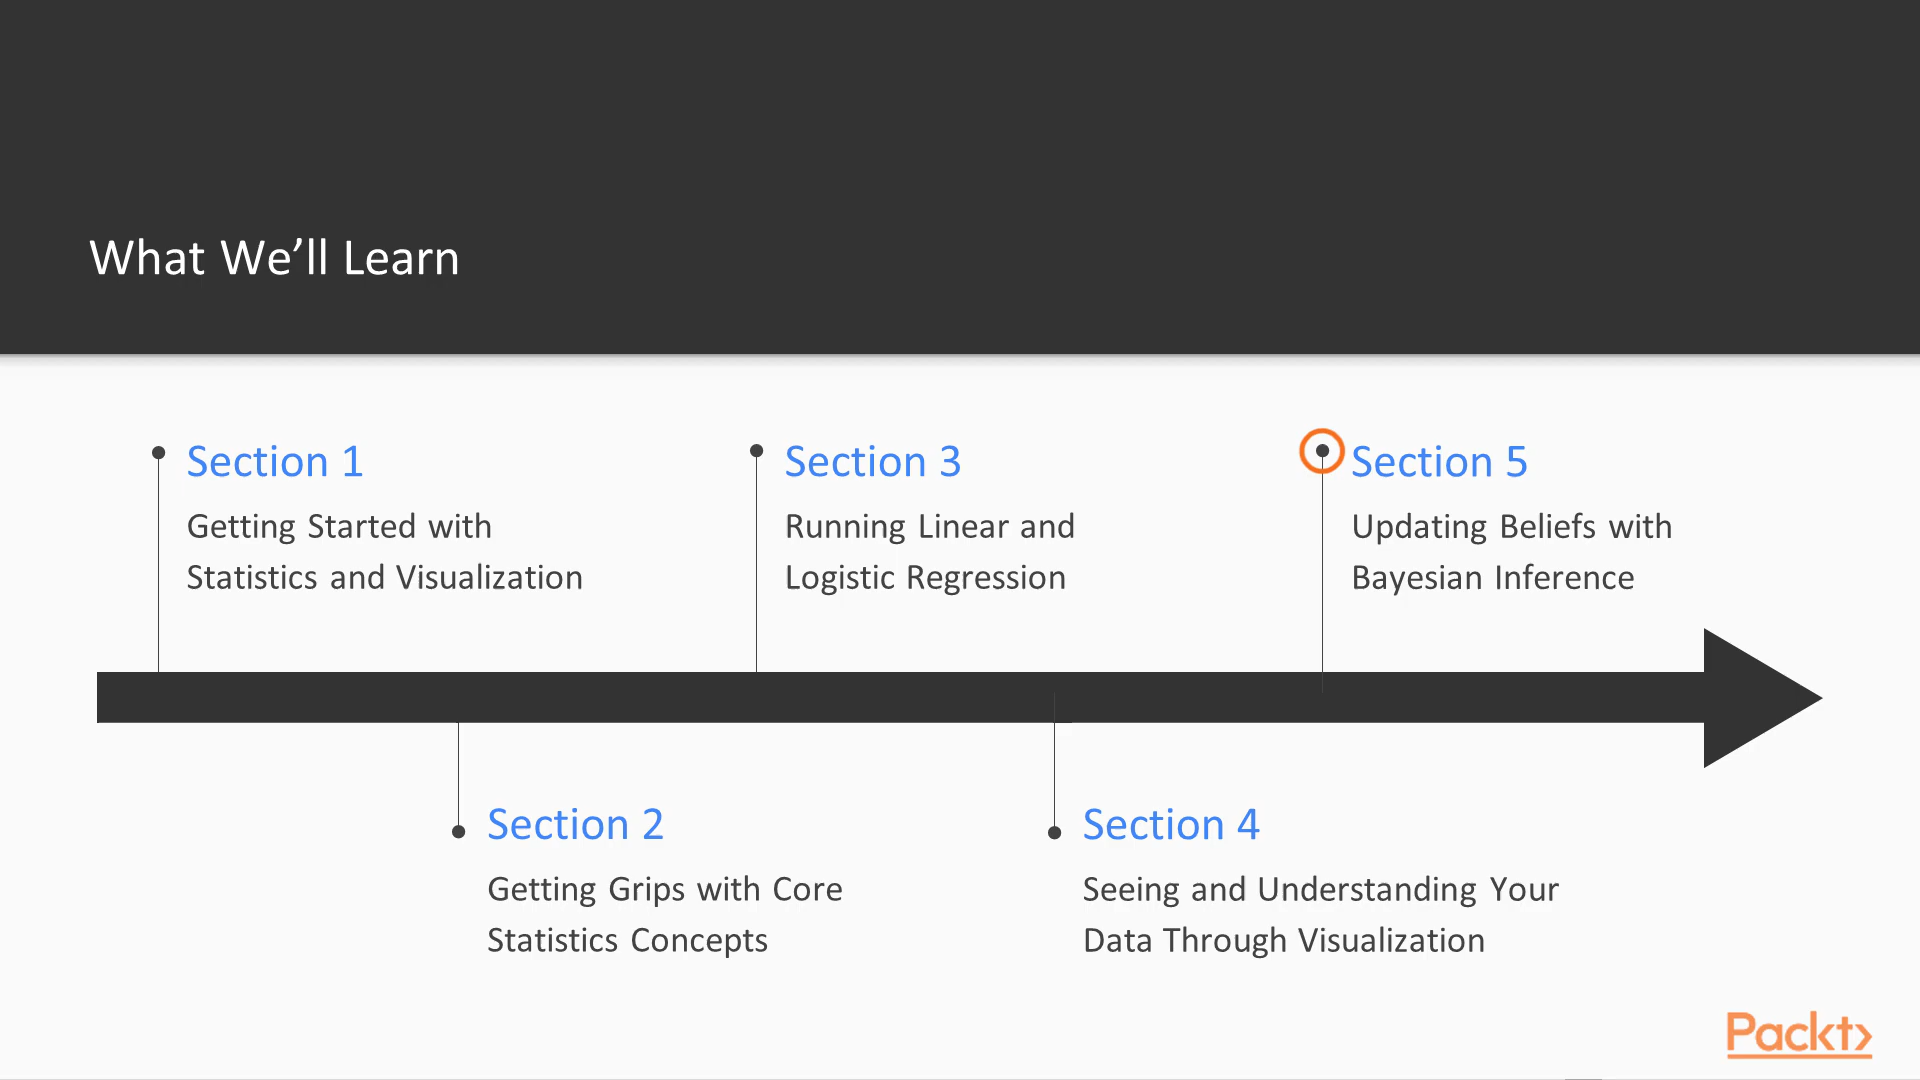 What We’ll Learn
Section 1
Getting Started with
Statistics and Visualization
Section 3
Running Linear and
Logistic Regression
Section 5
Updating Beliefs with
Bayesian Inference
Section 2
Getting Grips with Core
Statistics Concepts
Section 4
Seeing and Understanding Your
Data Through Visualization
Packt